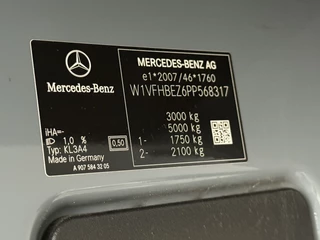 MERCEDES-BENZ AG
e1*2007/46*1760
W1VFHBEZ6PP568317
Mercedes-Benz
3000 kg
5000 kg
1- 1750 kg
2- 2100 kg
iHA=-
1,0 %
0,50
Typ: KL3A4
Made in Germany
A 907 584 32 05